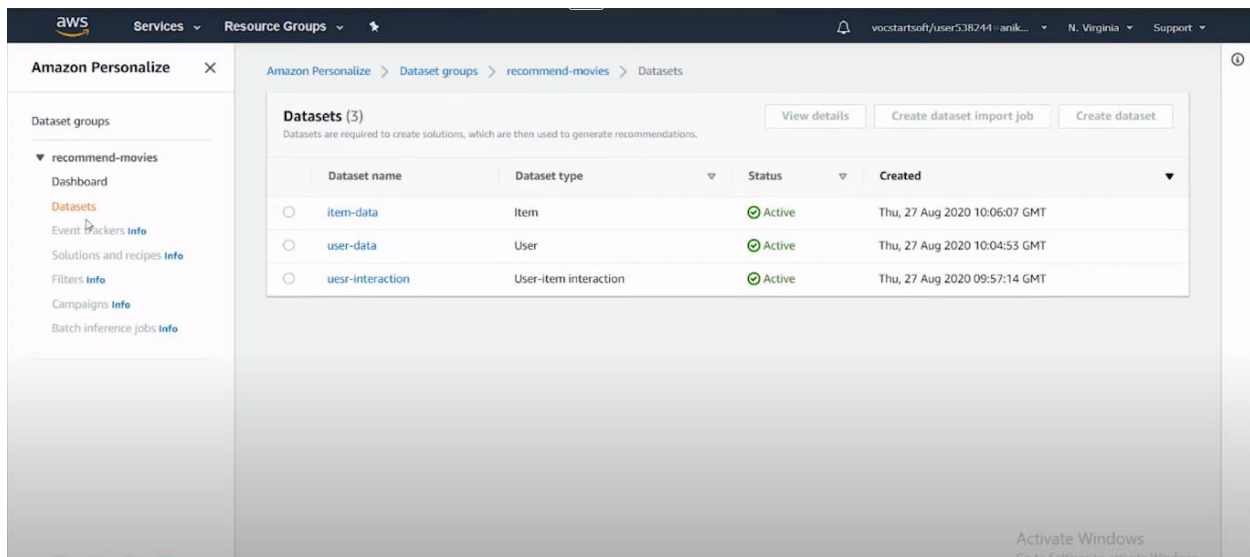 aws Services Resource Groups vocstartsoft/user538244=anik... N. Virginia Support
Amazon Personalize
Amazon Personalize > Dataset groups > recommend-movies > Datasets
Dataset groups
recommend-movies
Dashboard
Datasets
Event trackers Info
Solutions and recipes Info
Filters Info
Campaigns Info
Batch inference jobs Info
Datasets (3) View details Create dataset import job Create dataset
Datasets are required to create solutions, which are then used to generate recommendations.
Dataset name Dataset type Status Created
item-data Item Active Thu, 27 Aug 2020 10:06:07 GMT
user-data User Active Thu, 27 Aug 2020 10:04:53 GMT
uesr-interaction User-item interaction Active Thu, 27 Aug 2020 09:57:14 GMT
Activate Windows